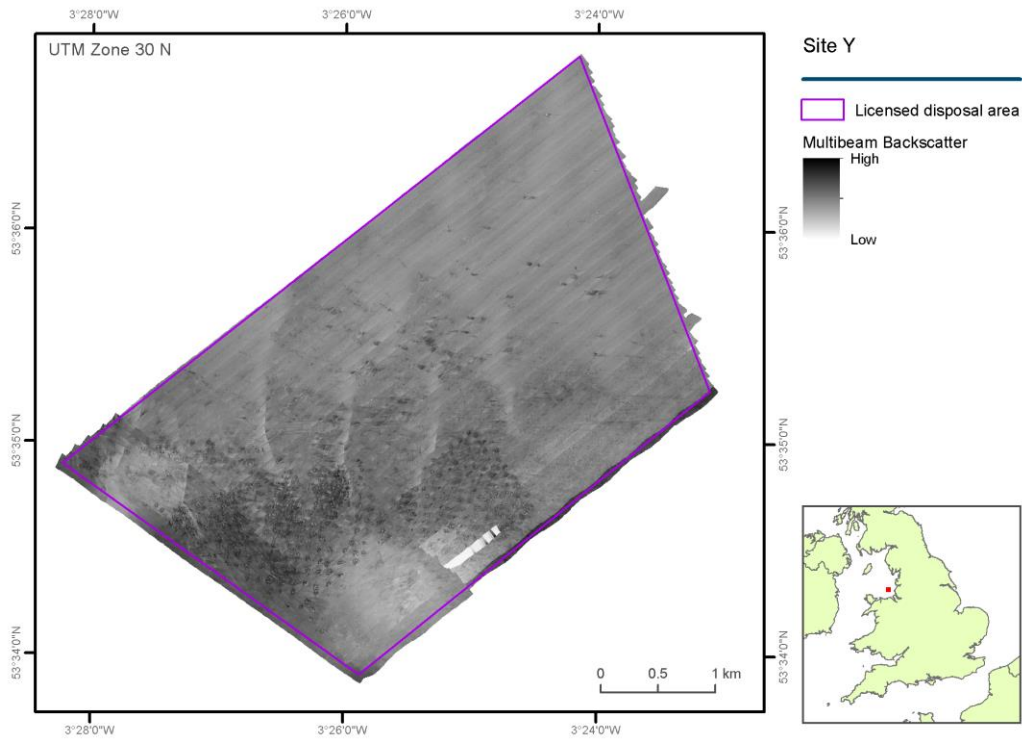 3°28'0"W
3°26'0"W
3°24'0"W
UTM Zone 30 N
Site Y
Licensed disposal area
Multibeam Backscatter
High
Low
53°36'0"N
53°36'0"N
53°35'0"N
53°35'0"N
53°34'0"N
53°34'0"N
0 0.5 1 km
3°28'0"W
3°26'0"W
3°24'0"W